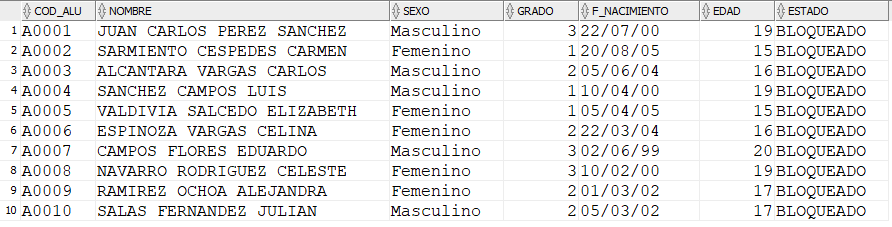 COD_ALU NOMBRE SEXO GRADO F_NACIMIENTO EDAD ESTADO
1 A0001 JUAN CARLOS PEREZ SANCHEZ Masculino 3 22/07/00 19 BLOQUEADO
2 A0002 SARMIENTO CESPEDES CARMEN Femenino 1 20/08/05 15 BLOQUEADO
3 A0003 ALCANTARA VARGAS CARLOS Masculino 2 05/06/04 16 BLOQUEADO
4 A0004 SANCHEZ CAMPOS LUIS Masculino 1 10/04/00 19 BLOQUEADO
5 A0005 VALDIVIA SALCEDO ELIZABETH Femenino 1 05/04/05 15 BLOQUEADO
6 A0006 ESPINOZA VARGAS CELINA Femenino 2 22/03/04 16 BLOQUEADO
7 A0007 CAMPOS FLORES EDUARDO Masculino 3 02/06/99 20 BLOQUEADO
8 A0008 NAVARRO RODRIGUEZ CELESTE Femenino 3 10/02/00 19 BLOQUEADO
9 A0009 RAMIREZ OCHOA ALEJANDRA Femenino 2 01/03/02 17 BLOQUEADO
10 A0010 SALAS FERNANDEZ JULIAN Masculino 2 05/03/02 17 BLOQUEADO